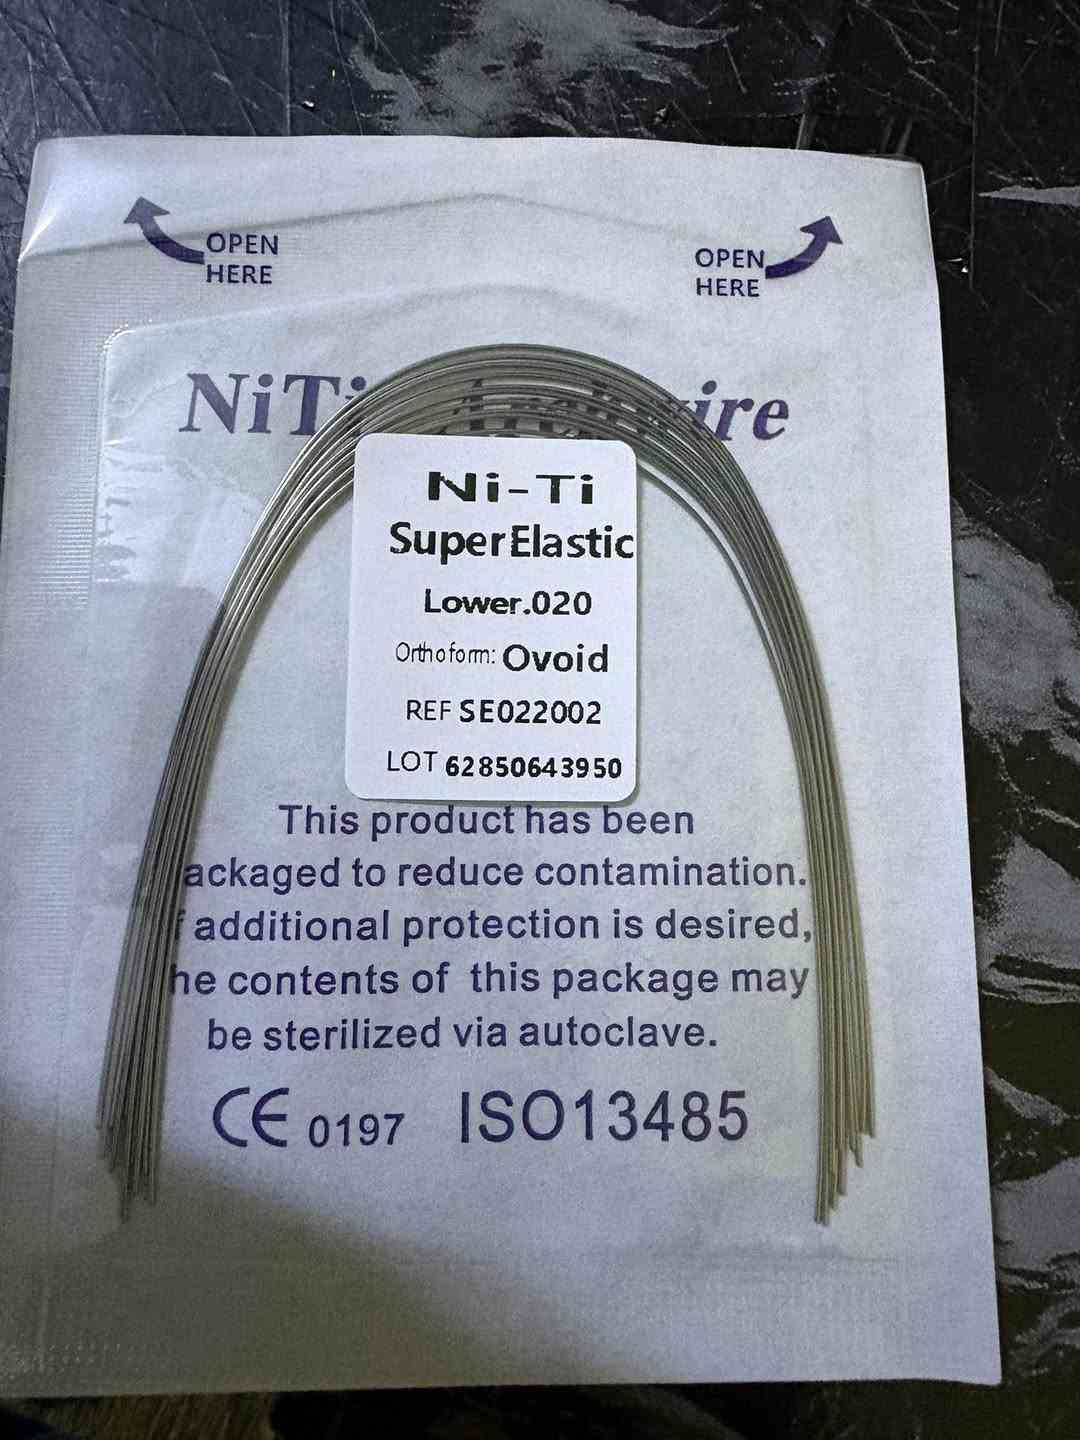 OPEN
HERE
OPEN
HERE
NiTi
Ni-Ti
SuperElastic
Lower.020
Orthoform: Ovoid
REF SE022002
LOT 62850643950
This product has been
ackaged to reduce contamination.
f additional protection is desired,
he contents of this package may
be sterilized via autoclave.
CE 0197 ISO13485